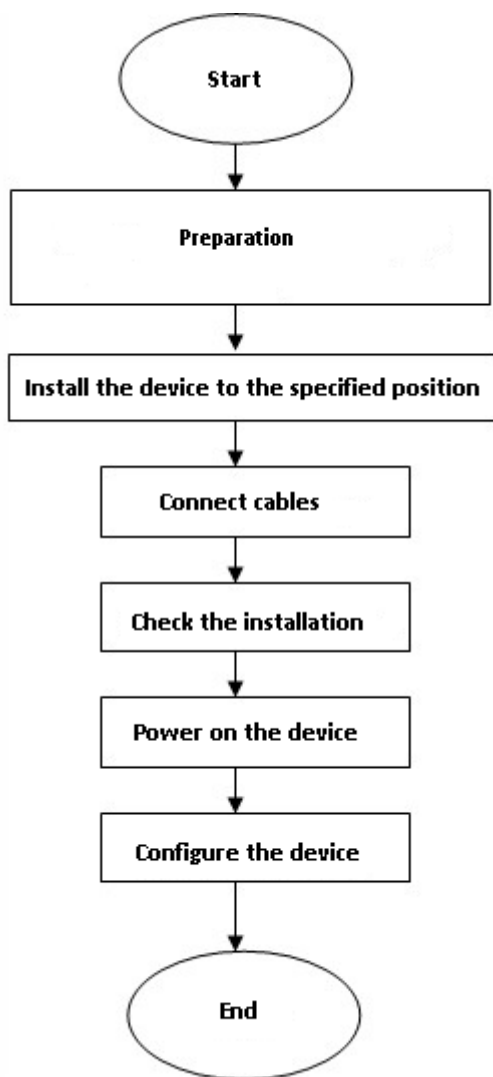 Start
Preparation
Install the device to the specified position
Connect cables
Check the installation
Power on the device
Configure the device
End